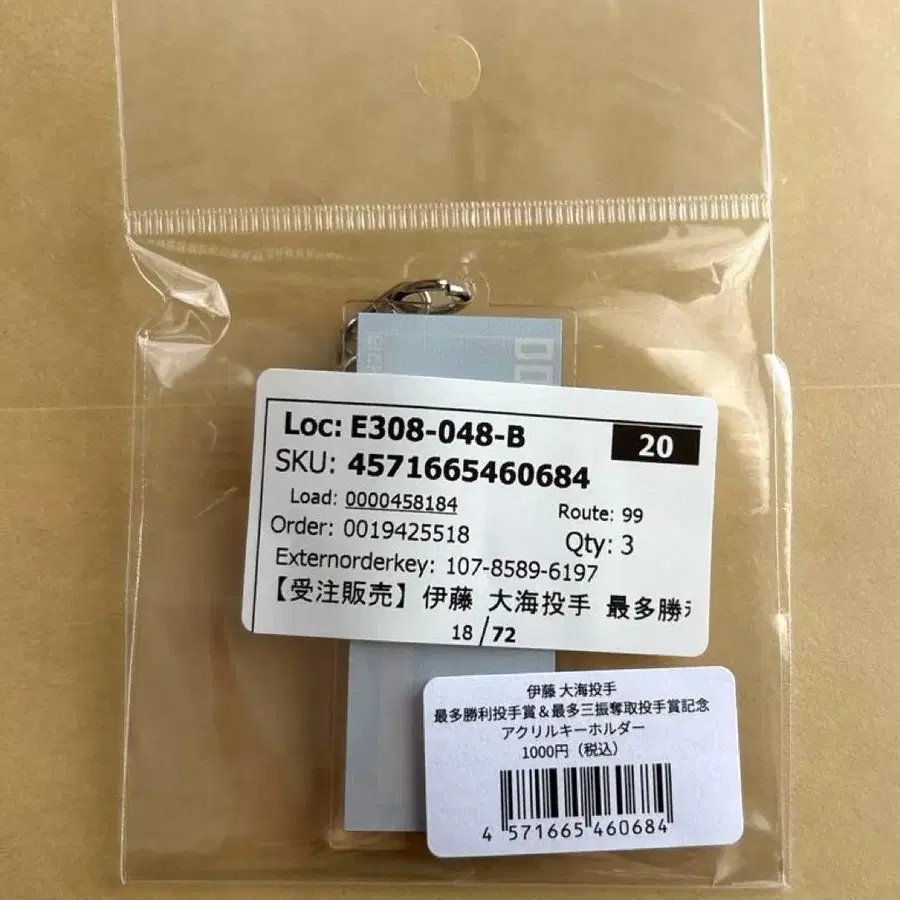 Loc: E308-048-B
20
SKU: 4571665460684
Load: 0000458184
Route: 99
Order: 0019425518
Qty: 3
Externorderkey: 107-8589-6197
【受注販売】伊藤 大海投手 最多勝
18/72
伊藤 大海投手
最多勝利投手賞＆最多三振奪取投手賞記念
アクリルキーホルダー
1000円（税込）
4 571665 460684